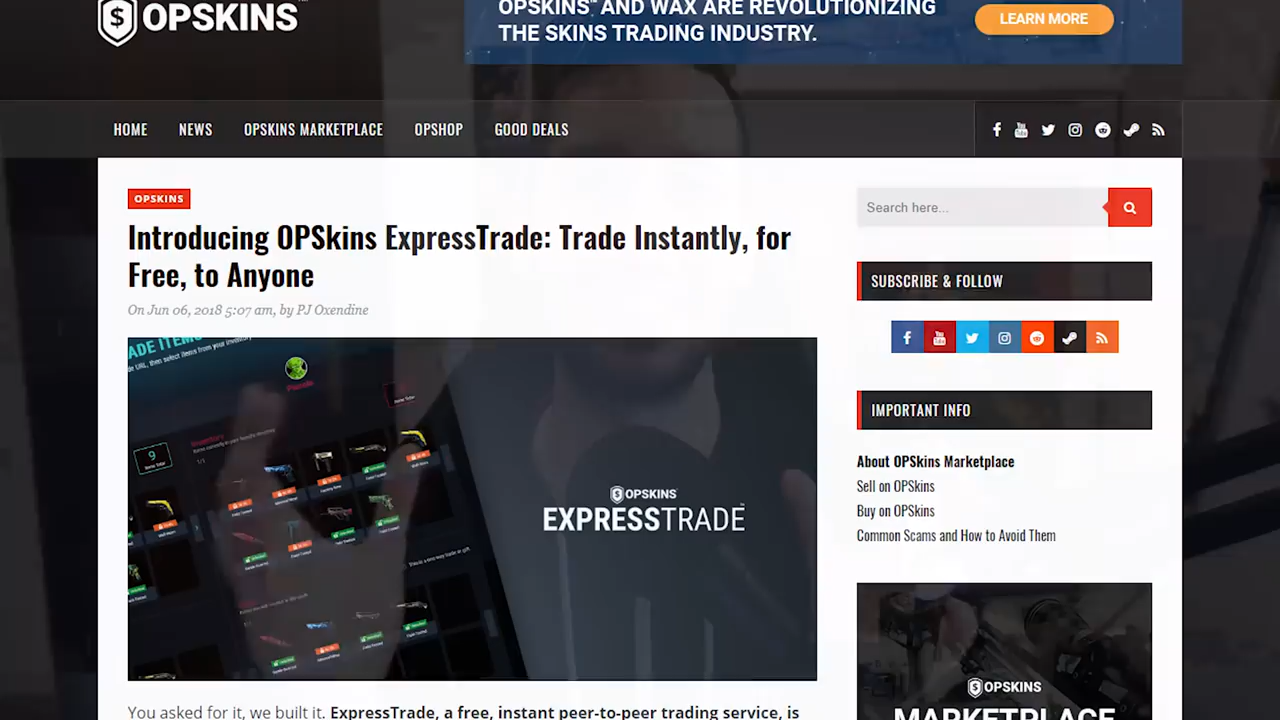 OPSKINS
OPSKINS™ AND WAX ARE REVOLUTIONIZING
THE SKINS TRADING INDUSTRY.
LEARN MORE
HOME NEWS OPSKINS MARKETPLACE OPSHOP GOOD DEALS
OPSKINS
Introducing OPSkins ExpressTrade: Trade Instantly, for
Free, to Anyone
On Jun 06, 2018 5:07 am, by PJ Oxendine
OPSKINS
EXPRESSTRADE™
You asked for it, we built it. ExpressTrade, a free, instant peer-to-peer trading service, is
Search here...
SUBSCRIBE & FOLLOW
IMPORTANT INFO
About OPSkins Marketplace
Sell on OPSkins
Buy on OPSkins
Common Scams and How to Avoid Them
OPSKINS
MARKETPLACE